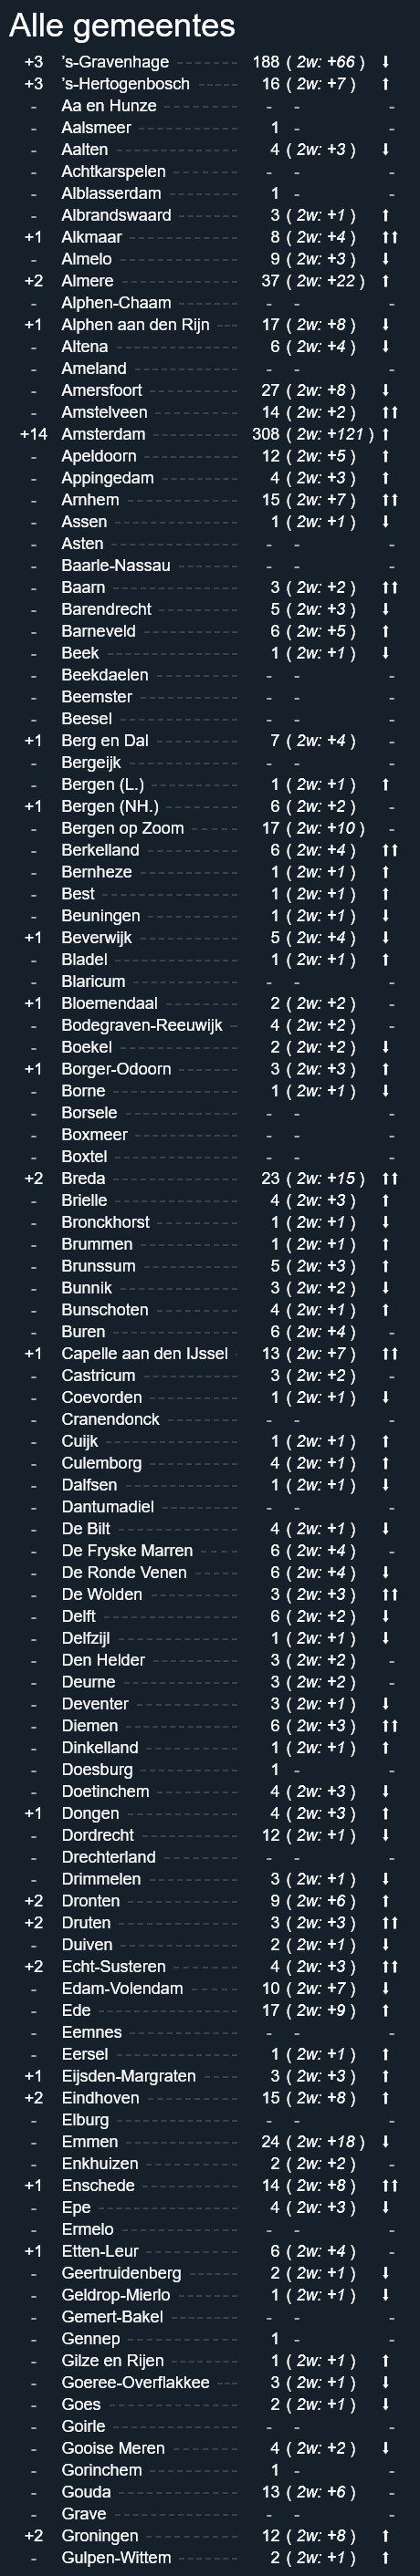 Alle gemeentes
+3 's-Gravenhage 188 ( 2w: +66 ) ⬇
+3 's-Hertogenbosch 16 ( 2w: +7 ) ⬆
- Aa en Hunze - - -
- Aalsmeer 1 - -
- Aalten 4 ( 2w: +3 ) ⬇
- Achtkarspelen - - -
- Alblasserdam 1 - -
- Albrandswaard 3 ( 2w: +1 ) ⬆
+1 Alkmaar 8 ( 2w: +4 ) ⬆⬆
- Almelo 9 ( 2w: +3 ) ⬇
+2 Almere 37 ( 2w: +22 ) ⬆
- Alphen-Chaam - - -
+1 Alphen aan den Rijn 17 ( 2w: +8 ) ⬇
- Altena 6 ( 2w: +4 ) ⬇
- Ameland - - -
- Amersfoort 27 ( 2w: +8 ) ⬇
- Amstelveen 14 ( 2w: +2 ) ⬆⬆
+14 Amsterdam 308 ( 2w: +121 ) ⬆
- Apeldoorn 12 ( 2w: +5 ) ⬆
- Appingedam 4 ( 2w: +3 ) ⬆
- Arnhem 15 ( 2w: +7 ) ⬆⬆
- Assen 1 ( 2w: +1 ) ⬇
- Asten - - -
- Baarle-Nassau - - -
- Baarn 3 ( 2w: +2 ) ⬆⬆
- Barendrecht 5 ( 2w: +3 ) ⬇
- Barneveld 6 ( 2w: +5 ) ⬆
- Beek 1 ( 2w: +1 ) ⬇
- Beekdaelen - - -
- Beemster - - -
- Beesel - - -
+1 Berg en Dal 7 ( 2w: +4 ) -
- Bergeijk - - -
- Bergen (L.) 1 ( 2w: +1 ) ⬆
+1 Bergen (NH.) 6 ( 2w: +2 ) -
- Bergen op Zoom 17 ( 2w: +10 ) -
- Berkelland 6 ( 2w: +4 ) ⬆⬆
- Bernheze 1 ( 2w: +1 ) ⬆
- Best 1 ( 2w: +1 ) ⬆
- Beuningen 1 ( 2w: +1 ) ⬇
+1 Beverwijk 5 ( 2w: +4 ) ⬇
- Bladel 1 ( 2w: +1 ) ⬆
- Blaricum - - -
+1 Bloemendaal 2 ( 2w: +2 ) -
- Bodegraven-Reeuwijk 4 ( 2w: +2 ) -
- Boekel 2 ( 2w: +2 ) ⬇
+1 Borger-Odoorn 3 ( 2w: +3 ) ⬆
- Borne 1 ( 2w: +1 ) ⬇
- Borsele - - -
- Boxmeer - - -
- Boxtel - - -
+2 Breda 23 ( 2w: +15 ) ⬆⬆
- Brielle 4 ( 2w: +3 ) ⬆
- Bronckhorst 1 ( 2w: +1 ) ⬇
- Brummen 1 ( 2w: +1 ) ⬆
- Brunssum 5 ( 2w: +3 ) ⬆
- Bunnik 3 ( 2w: +2 ) ⬇
- Bunschoten 4 ( 2w: +1 ) ⬆
- Buren 6 ( 2w: +4 ) -
+1 Capelle aan den IJssel 13 ( 2w: +7 ) ⬆⬆
- Castricum 3 ( 2w: +2 ) -
- Coevorden 1 ( 2w: +1 ) ⬇
- Cranendonck - - -
- Cuijk 1 ( 2w: +1 ) ⬆
- Culemborg 4 ( 2w: +1 ) ⬆
- Dalfsen 1 ( 2w: +1 ) ⬇
- Dantumadiel - - -
- De Bilt 4 ( 2w: +1 ) ⬇
- De Fryske Marren 6 ( 2w: +4 ) -
- De Ronde Venen 6 ( 2w: +4 ) ⬇
- De Wolden 3 ( 2w: +3 ) ⬆⬆
- Delft 6 ( 2w: +2 ) ⬇
- Delfzijl 1 ( 2w: +1 ) ⬇
- Den Helder 3 ( 2w: +2 ) -
- Deurne 3 ( 2w: +2 ) -
- Deventer 3 ( 2w: +1 ) ⬇
- Diemen 6 ( 2w: +3 ) ⬆⬆
- Dinkelland 1 ( 2w: +1 ) ⬆
- Doesburg 1 - -
- Doetinchem 4 ( 2w: +3 ) ⬇
+1 Dongen 4 ( 2w: +3 ) ⬆
- Dordrecht 12 ( 2w: +1 ) ⬇
- Drechterland - - -
- Drimmelen 3 ( 2w: +1 ) ⬇
+2 Dronten 9 ( 2w: +6 ) ⬆
+2 Druten 3 ( 2w: +3 ) ⬆⬆
- Duiven 2 ( 2w: +1 ) ⬇
+2 Echt-Susteren 4 ( 2w: +3 ) ⬆⬆
- Edam-Volendam 10 ( 2w: +7 ) ⬇
- Ede 17 ( 2w: +9 ) ⬆
- Eemnes - - -
- Eersel 1 ( 2w: +1 ) ⬆
+1 Eijsden-Margraten 3 ( 2w: +3 ) ⬆
+2 Eindhoven 15 ( 2w: +8 ) ⬆
- Elburg - - -
- Emmen 24 ( 2w: +18 ) ⬇
- Enkhuizen 2 ( 2w: +2 ) -
+1 Enschede 14 ( 2w: +8 ) ⬆⬆
- Epe 4 ( 2w: +3 ) ⬇
- Ermelo - - -
+1 Etten-Leur 6 ( 2w: +4 ) -
- Geertruidenberg 2 ( 2w: +1 ) ⬇
- Geldrop-Mierlo 1 ( 2w: +1 ) ⬇
- Gemert-Bakel - - -
- Gennep 1 - -
- Gilze en Rijen 1 ( 2w: +1 ) ⬆
- Goeree-Overflakkee 3 ( 2w: +1 ) ⬇
- Goes 2 ( 2w: +1 ) ⬇
- Goirle - - -
- Gooise Meren 4 ( 2w: +2 ) ⬇
- Gorinchem 1 - -
- Gouda 13 ( 2w: +6 ) -
- Grave - - -
+2 Groningen 12 ( 2w: +8 ) ⬆
- Gulpen-Wittem 2 ( 2w: +1 ) ⬆